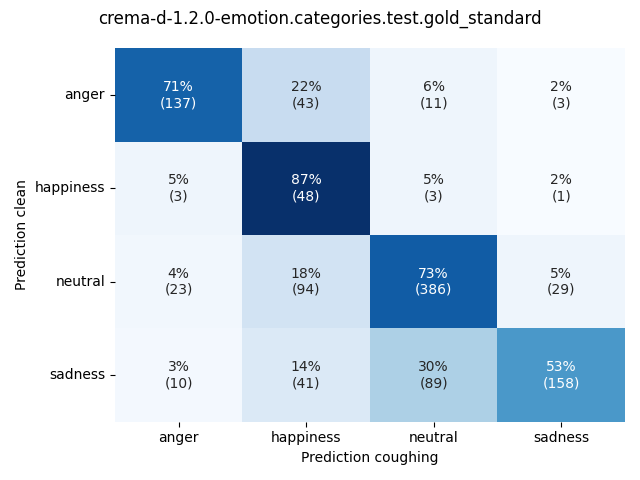 crema-d-1.2.0-emotion.categories.test.gold_standard
Prediction clean
anger
71%
(137)
22%
(43)
6%
(11)
2%
(3)
happiness
5%
(3)
87%
(48)
5%
(3)
2%
(1)
neutral
4%
(23)
18%
(94)
73%
(386)
5%
(29)
sadness
3%
(10)
14%
(41)
30%
(89)
53%
(158)
anger
happiness
neutral
sadness
Prediction coughing